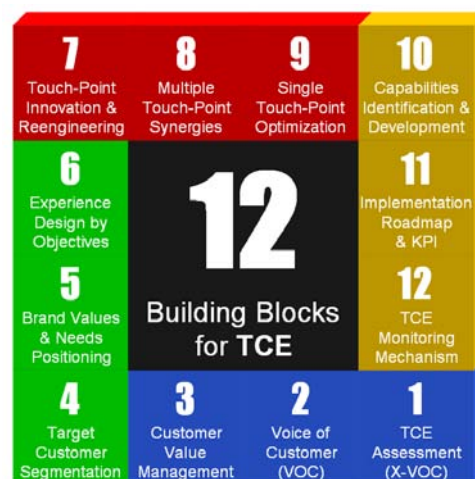 7
Touch-Point
Innovation &
Reengineering
8
Multiple
Touch-Point
Synergies
9
Single
Touch-Point
Optimization
10
Capabilities
Identification &
Development
6
Experience
Design by
Objectives
12
Building Blocks
for TCE
11
Implementation
Roadmap
& KPI
5
Brand Values
& Needs
Positioning
12
TCE
Monitoring
Mechanism
4
Target
Customer
Segmentation
3
Customer
Value
Management
2
Voice of
Customer
(VOC)
1
TCE
Assessment
(X-VOC)